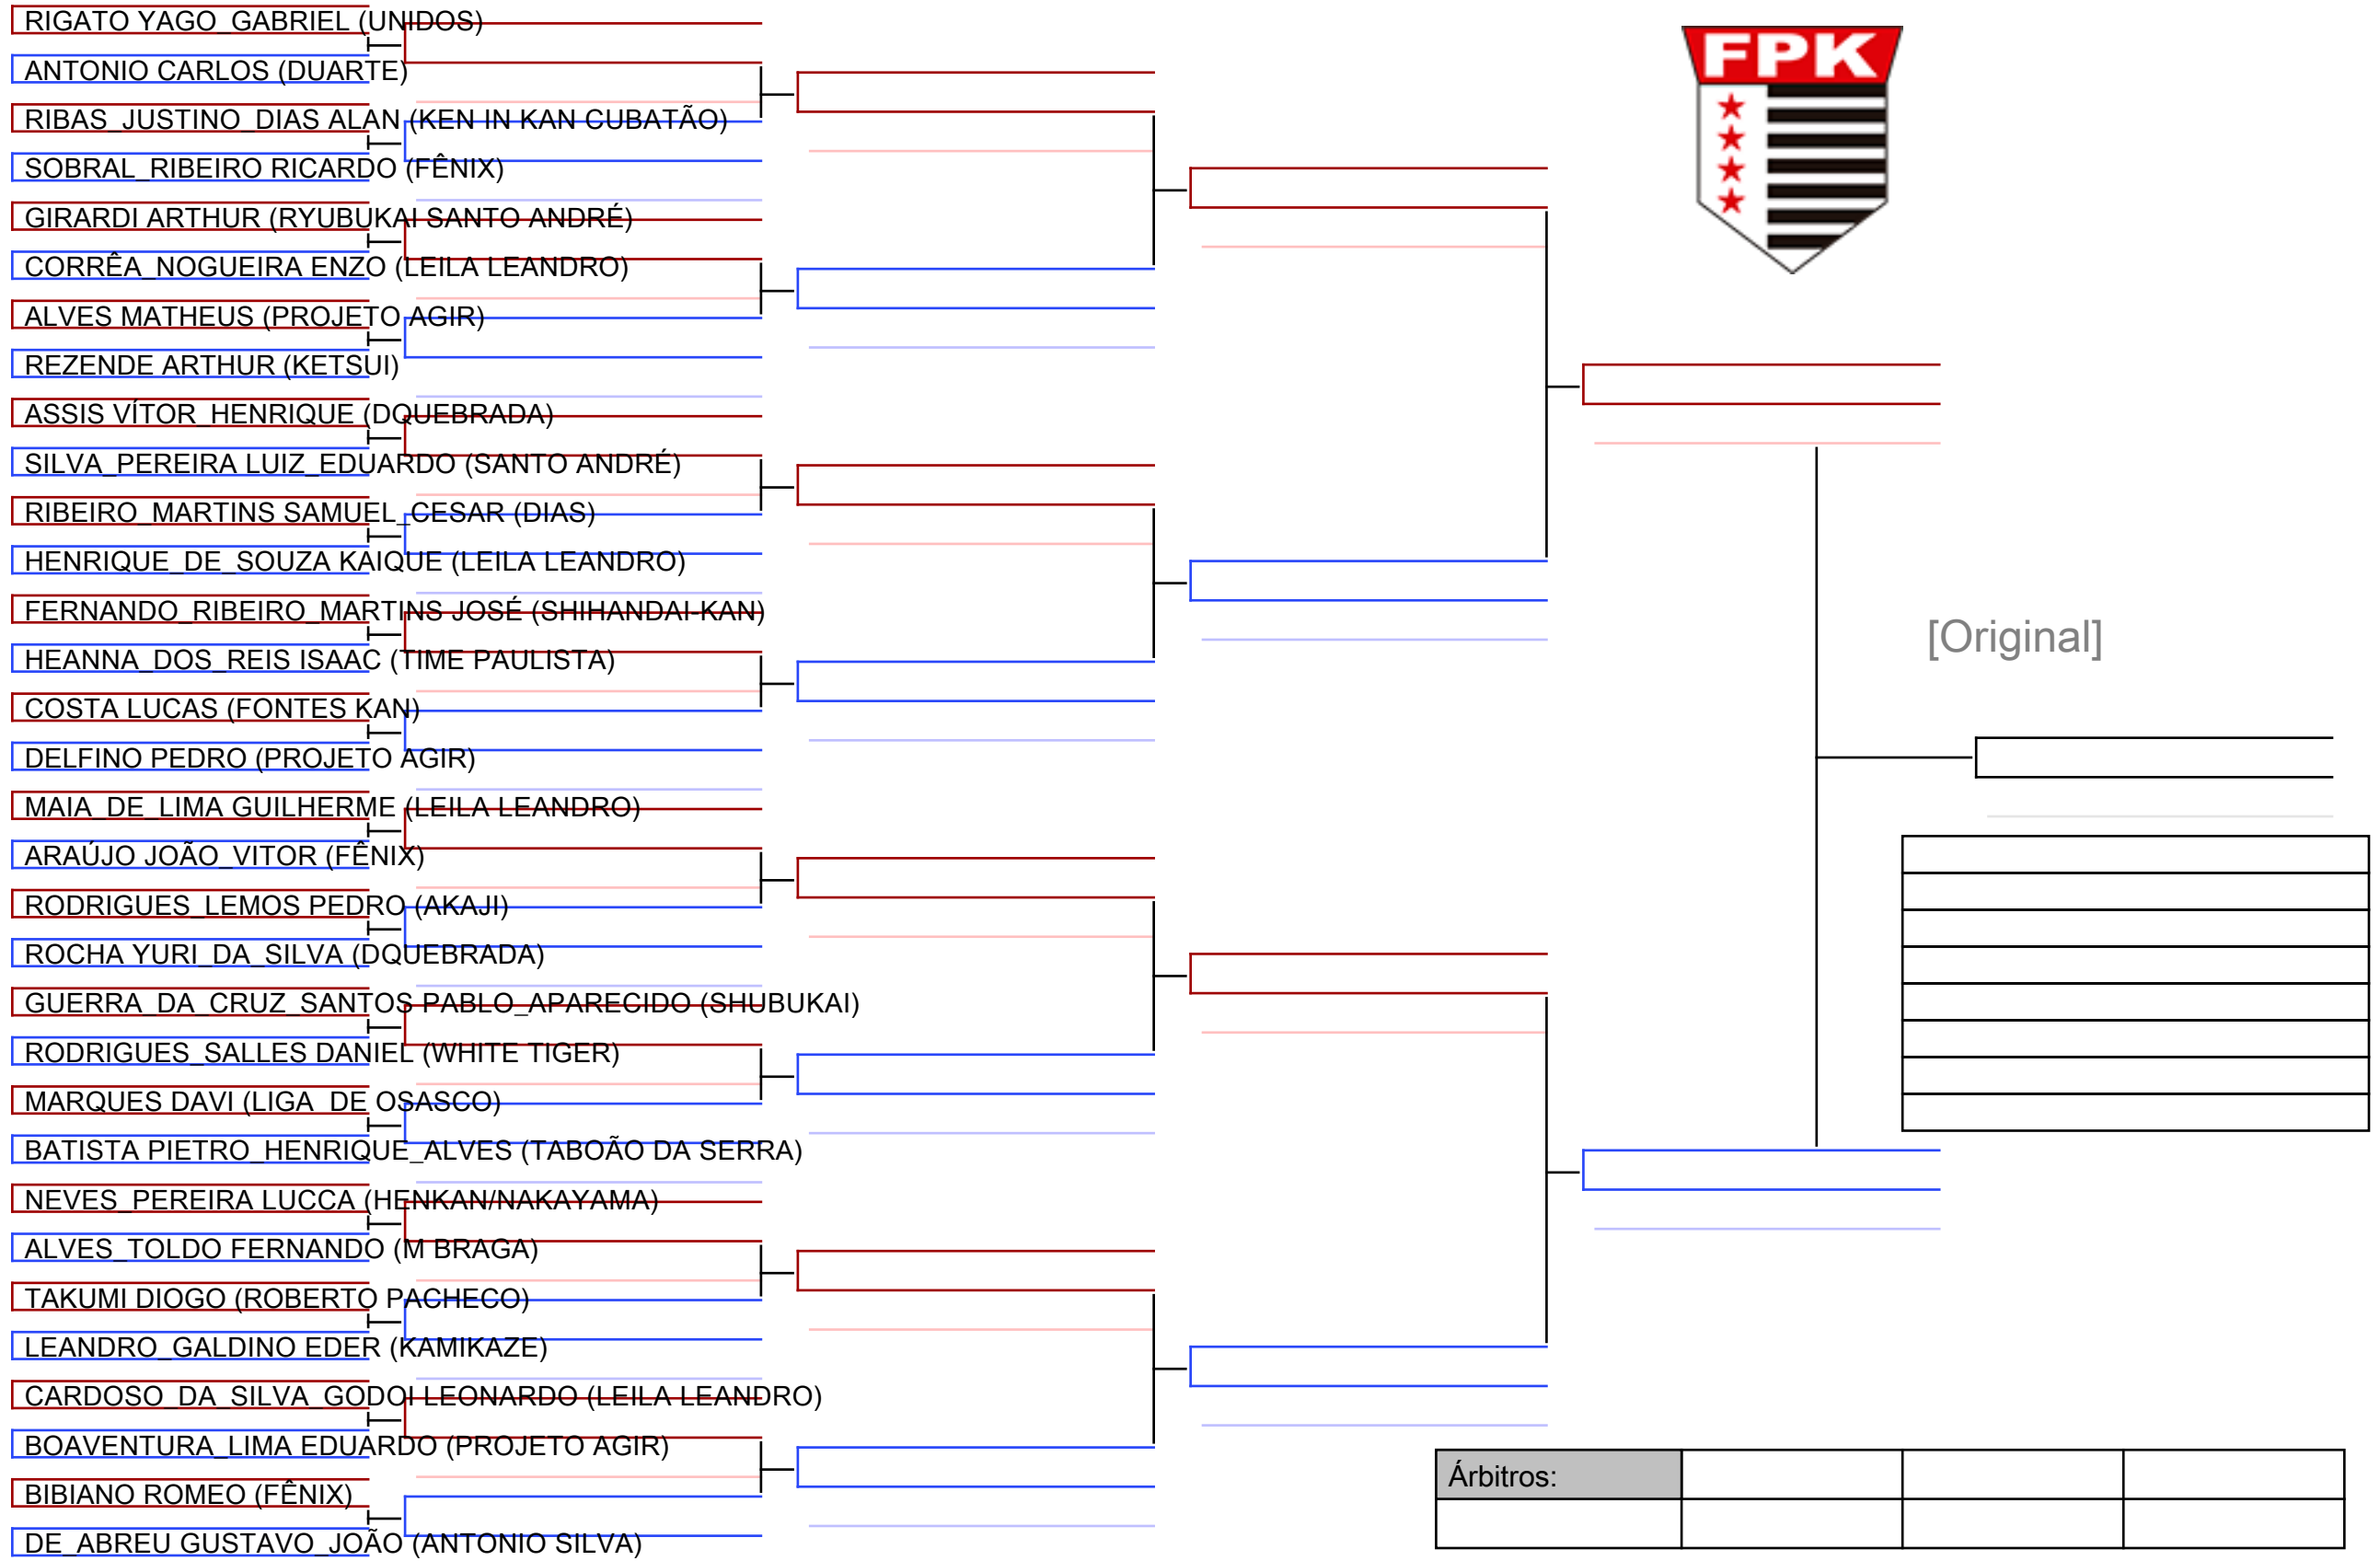 RIGATO YAGO_GABRIEL (UNIDOS)
ANTONIO CARLOS (DUARTE)
RIBAS_JUSTINO_DIAS ALAN (KEN IN KAN CUBATÃO)
SOBRAL_RIBEIRO RICARDO (FÊNIX)
GIRARDI ARTHUR (RYUBUKAI SANTO ANDRÉ)
CORRÊA_NOGUEIRA ENZO (LEILA LEANDRO)
ALVES MATHEUS (PROJETO AGIR)
REZENDE ARTHUR (KETSUI)
ASSIS VÍTOR_HENRIQUE (DQUEBRADA)
SILVA_PEREIRA LUIZ_EDUARDO (SANTO ANDRÉ)
RIBEIRO_MARTINS SAMUEL_CESAR (DIAS)
HENRIQUE_DE_SOUZA KAIQUE (LEILA LEANDRO)
FERNANDO_RIBEIRO_MARTINS JOSÉ (SHIHANDAI-KAN)
HEANNA_DOS_REIS ISAAC (TIME PAULISTA)
COSTA LUCAS (FONTES KAN)
DELFINO PEDRO (PROJETO AGIR)
MAIA_DE_LIMA GUILHERME (LEILA LEANDRO)
ARAÚJO JOÃO_VITOR (FÊNIX)
RODRIGUES_LEMOS PEDRO (AKAJI)
ROCHA YURI_DA_SILVA (DQUEBRADA)
GUERRA_DA_CRUZ_SANTOS PABLO_APARECIDO (SHUBUKAI)
RODRIGUES_SALLES DANIEL (WHITE TIGER)
MARQUES DAVI (LIGA_DE OSASCO)
BATISTA PIETRO_HENRIQUE_ALVES (TABOÃO DA SERRA)
NEVES_PEREIRA LUCCA (HENKAN/NAKAYAMA)
ALVES_TOLDO FERNANDO (M BRAGA)
TAKUMI DIOGO (ROBERTO PACHECO)
LEANDRO_GALDINO EDER (KAMIKAZE)
CARDOSO_DA_SILVA_GODOI LEONARDO (LEILA LEANDRO)
BOAVENTURA_LIMA EDUARDO (PROJETO AGIR)
BIBIANO ROMEO (FÊNIX)
DE_ABREU GUSTAVO_JOÃO (ANTONIO SILVA)
FPK
[Original]
Árbitros: